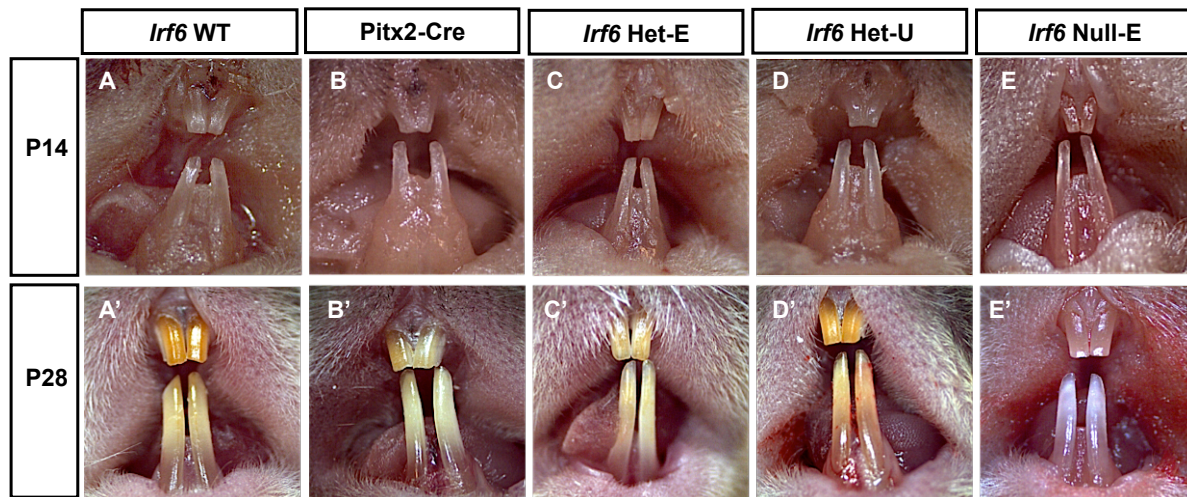 Irf6 WT
Pitx2-Cre
Irf6 Het-E
Irf6 Het-U
Irf6 Null-E
P14
A
B
C
D
E
P28
A’
B’
C’
D’
E’